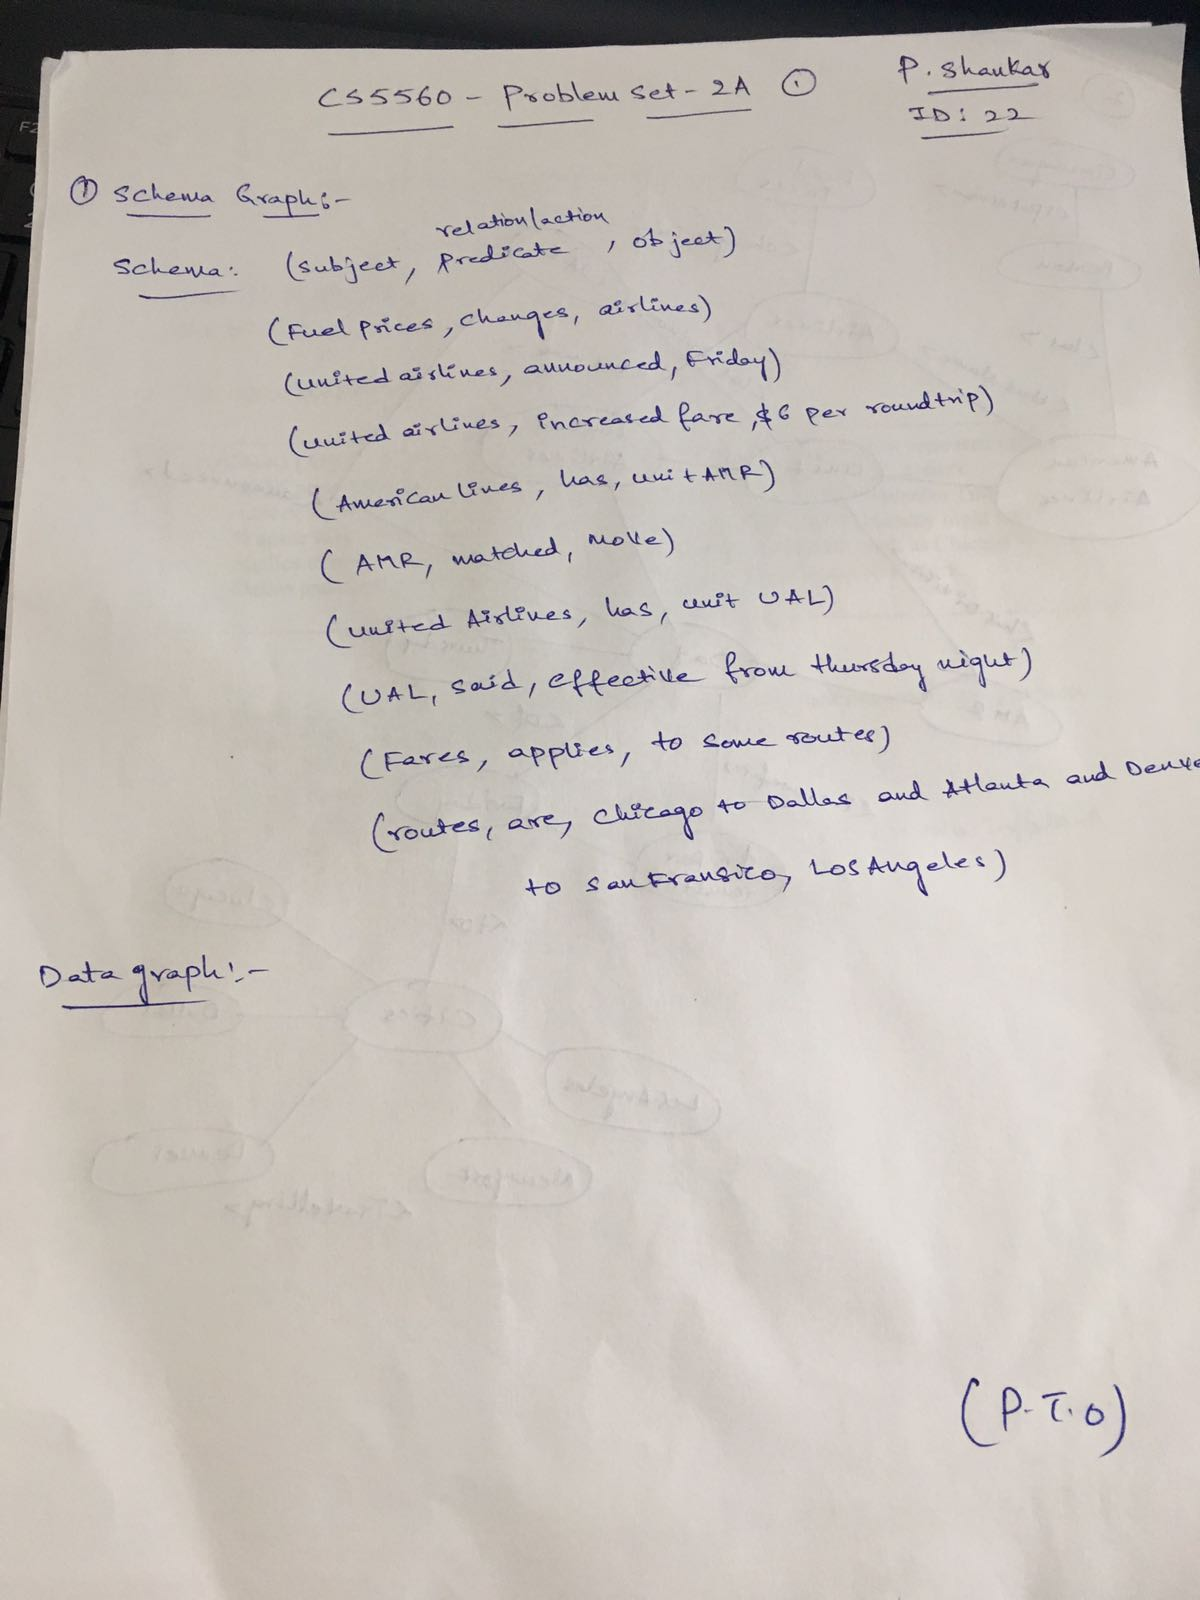 CS5560 - Problem Set - 2A ①
P. Shankar
ID: 22
① Schema Graph:-
relation/action
Schema: (subject, predicate, object)
(Fuel prices, changes, airlines)
(united airlines, announced, Friday)
(united airlines, increased fare, $6 per roundtrip)
(American lines, has, unit AMR)
(AMR, matched, move)
(united Airlines, has, unit UAL)
(UAL, said, effective from thursday night)
(Fares, applies, to some routes)
(routes, are, chicago to Dallas and Atlanta and Denve
to san Fransico, Los Angeles)
Data graph:-
(P.T.O)